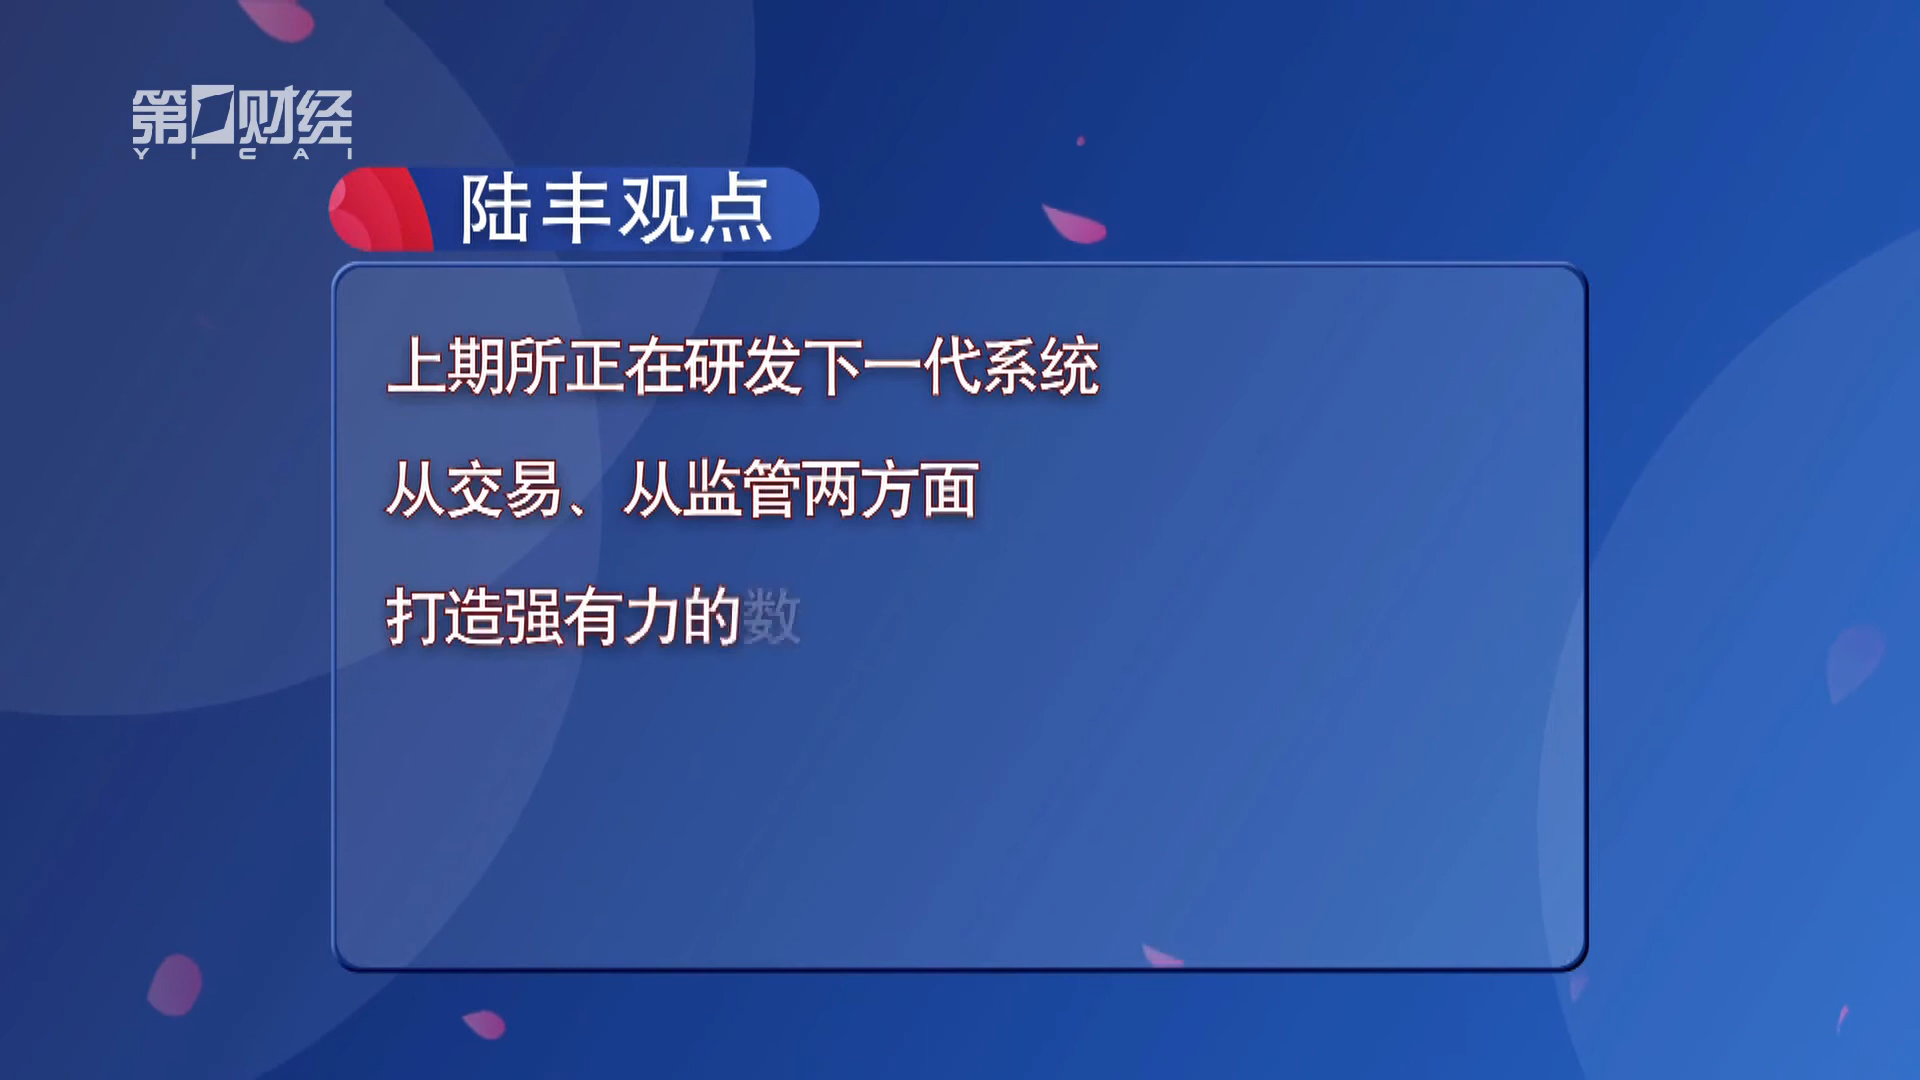 第一财经
YICAI
陆丰观点
上期所正在研发下一代系统
从交易、从监管两方面
打造强有力的数